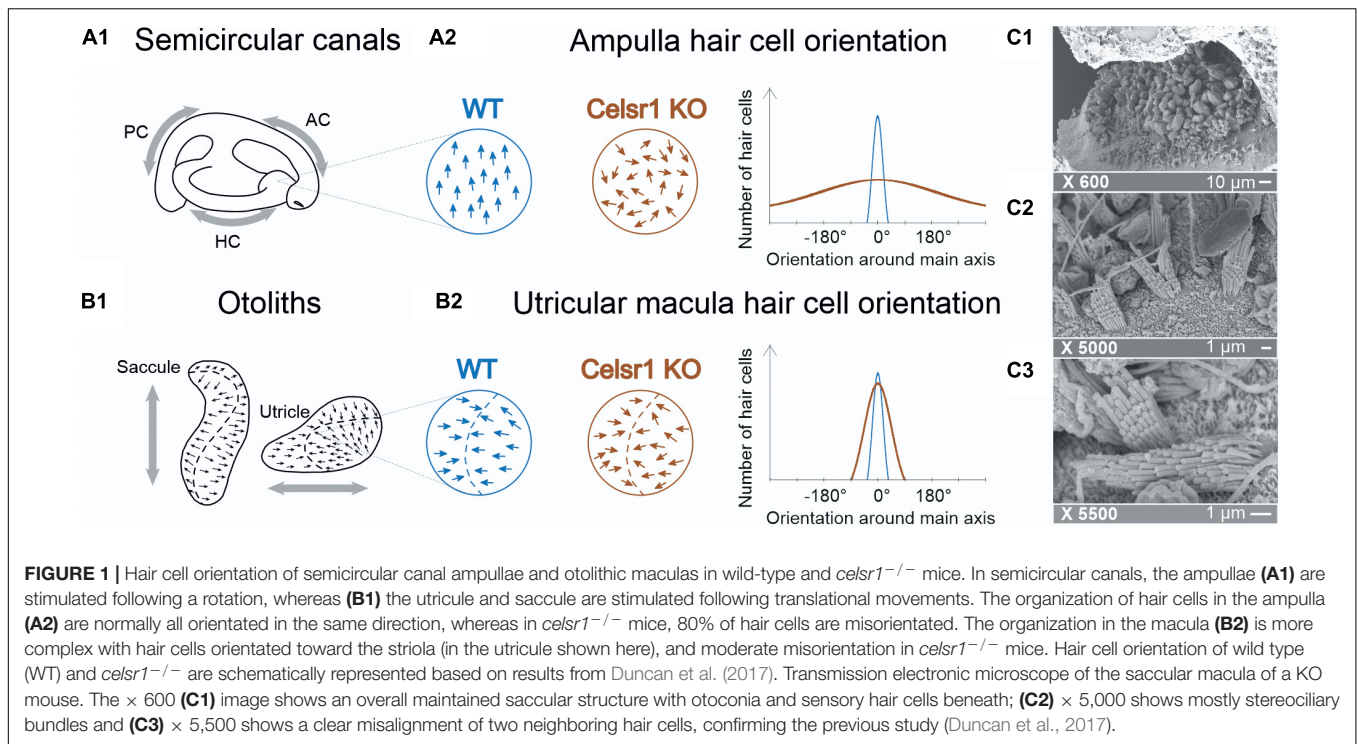 A1
Semicircular canals
PC
AC
HC
A2
Ampulla hair cell orientation
WT
Celsr1 KO
Number of hair cells
-180°
0°
180°
Orientation around main axis
B1
Otoliths
Saccule
Utricle
B2
Utricular macula hair cell orientation
WT
Celsr1 KO
Number of hair cells
-180°
0°
180°
Orientation around main axis
C1
X 600
10 µm
C2
X 5000
1 µm
C3
X 5500
1 µm
FIGURE 1 | Hair cell orientation of semicircular canal ampullae and otolithic maculas in wild-type and celsr1−/− mice. In semicircular canals, the ampullae (A1) are
stimulated following a rotation, whereas (B1) the utricule and saccule are stimulated following translational movements. The organization of hair cells in the ampulla
(A2) are normally all orientated in the same direction, whereas in celsr1−/− mice, 80% of hair cells are misorientated. The organization in the macula (B2) is more
complex with hair cells orientated toward the striola (in the utricule shown here), and moderate misorientation in celsr1−/− mice. Hair cell orientation of wild type
(WT) and celsr1−/− are schematically represented based on results from Duncan et al. (2017). Transmission electronic microscope of the saccular macula of a KO
mouse. The × 600 (C1) image shows an overall maintained saccular structure with otoconia and sensory hair cells beneath; (C2) × 5,000 shows mostly stereociliary
bundles and (C3) × 5,500 shows a clear misalignment of two neighboring hair cells, confirming the previous study (Duncan et al., 2017).